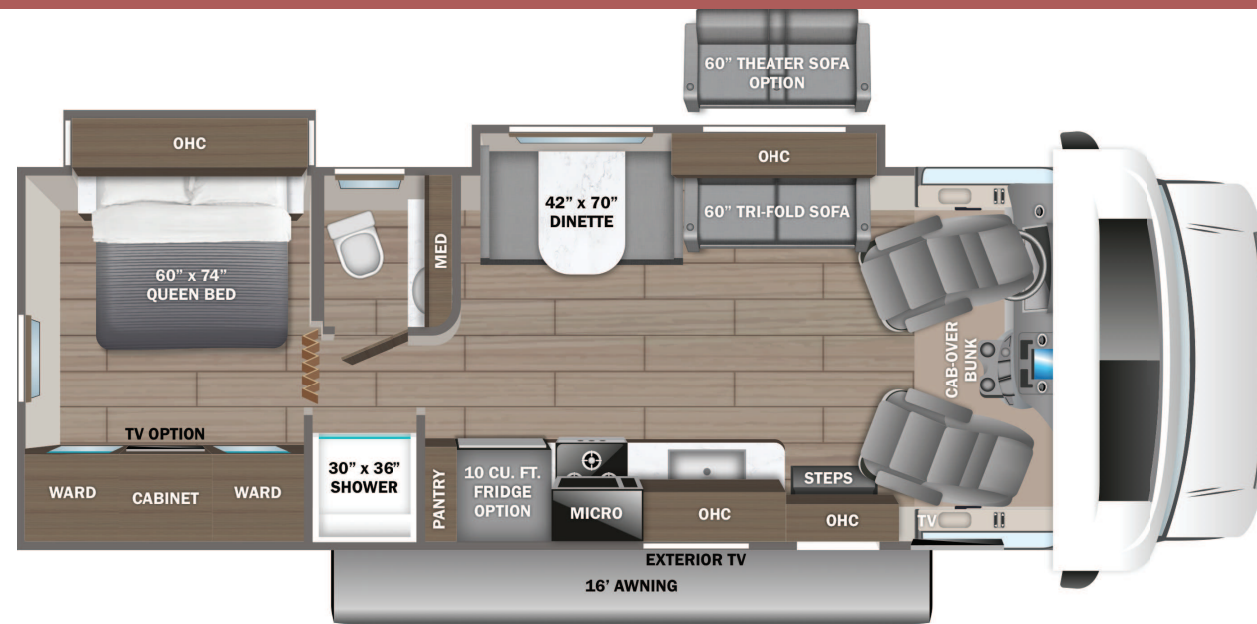 60” THEATER SOFA
OPTION
OHC
OHC
42” x 70”
DINETTE
60” TRI-FOLD SOFA
MED
60” x 74”
QUEEN BED
CAB-OVER
BUNK
TV OPTION
WARD
CABINET
WARD
30” x 36”
SHOWER
PANTRY
10 CU. FT.
FRIDGE
OPTION
MICRO
OHC
STEPS
OHC
TV
EXTERIOR TV
16’ AWNING